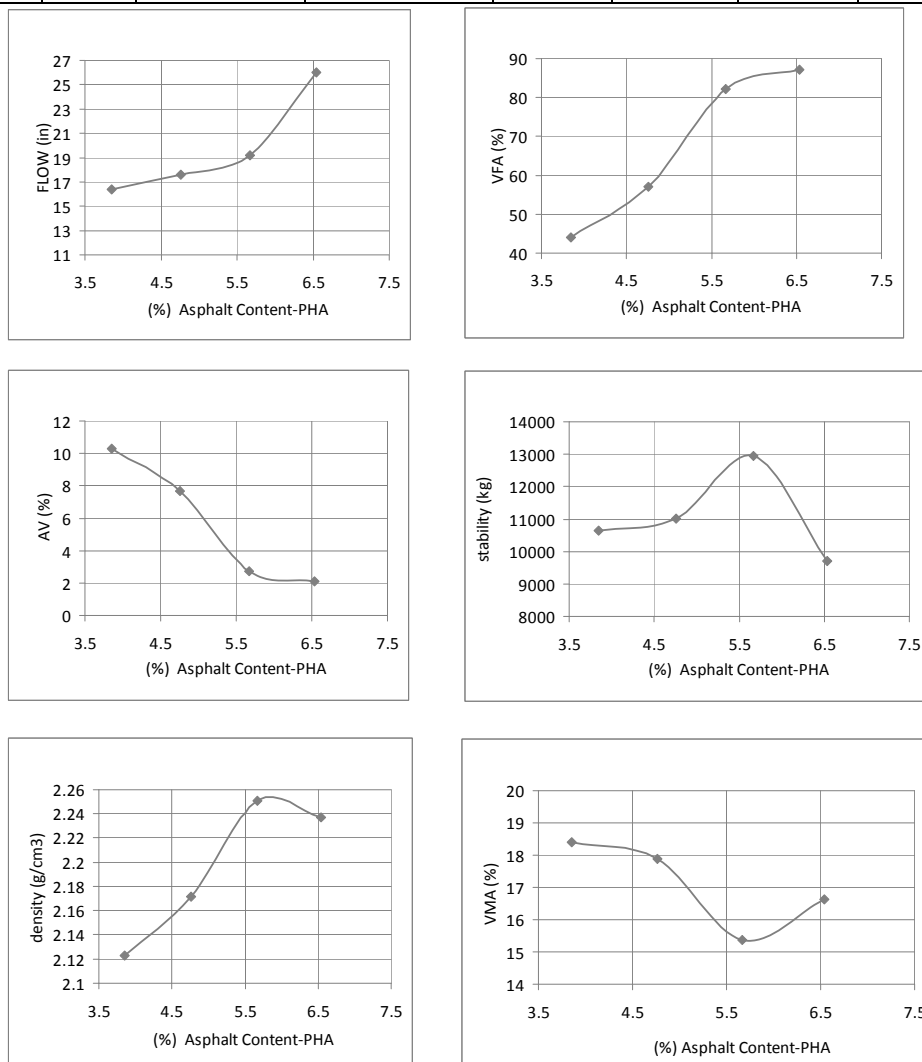 27
25
23
21
19
17
15
13
11
FLOW (in)
3.5 4.5 5.5 6.5 7.5
(%) Asphalt Content-PHA
90
80
70
60
50
40
VFA (%)
3.5 4.5 5.5 6.5 7.5
(%) Asphalt Content-PHA
12
10
8
6
4
2
0
AV (%)
3.5 4.5 5.5 6.5 7.5
(%) Asphalt Content-PHA
14000
13000
12000
11000
10000
9000
8000
stability (kg)
3.5 4.5 5.5 6.5 7.5
(%) Asphalt Content-PHA
2.26
2.24
2.22
2.2
2.18
2.16
2.14
2.12
2.1
density (g/cm3)
3.5 4.5 5.5 6.5 7.5
(%) Asphalt Content-PHA
20
19
18
17
16
15
14
VMA (%)
3.5 4.5 5.5 6.5
(%) Asphalt Content-PHA